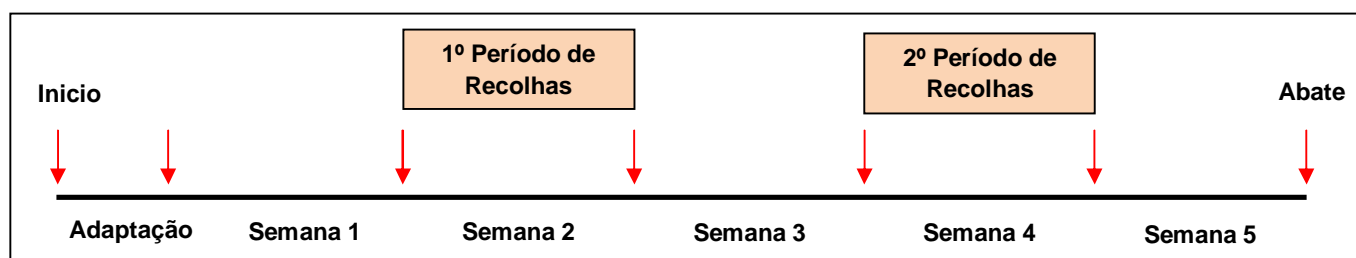 1º Período de
Recolhas
2º Período de
Recolhas
Inicio
Abate
Adaptação
Semana 1
Semana 2
Semana 3
Semana 4
Semana 5